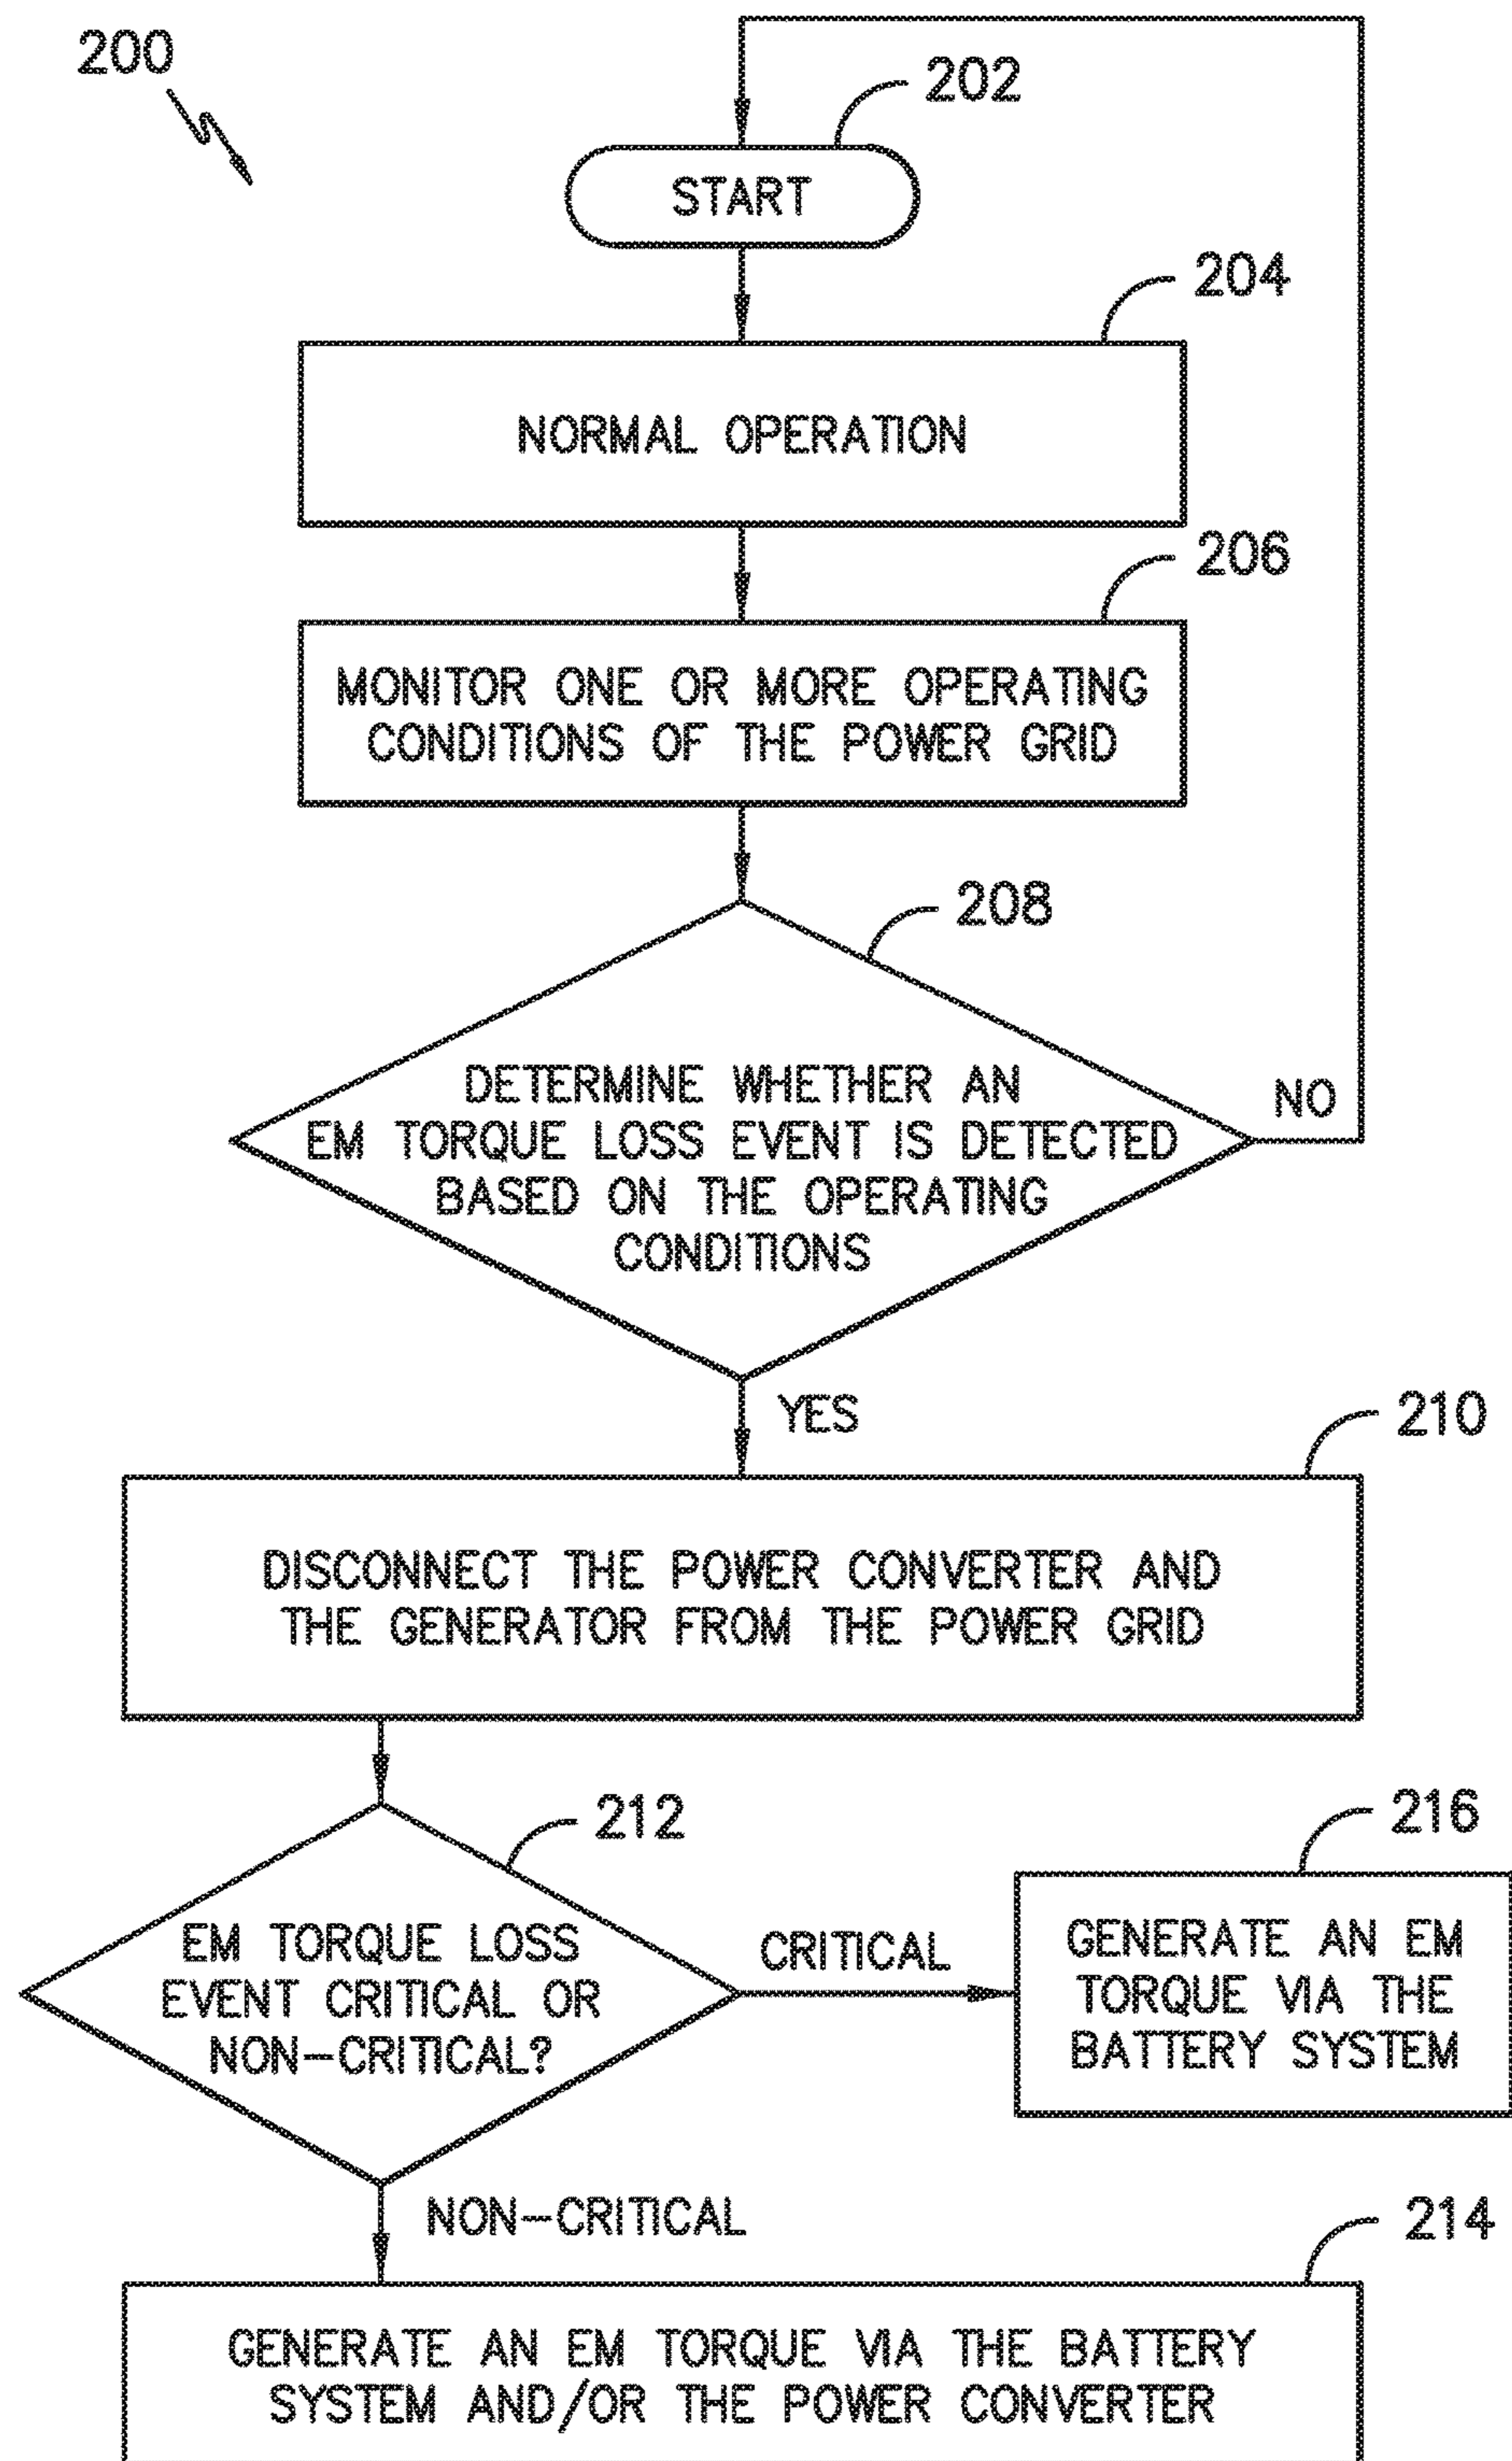 200
202
START
204
NORMAL OPERATION
206
MONITOR ONE OR MORE OPERATING
CONDITIONS OF THE POWER GRID
208
DETERMINE WHETHER AN
EM TORQUE LOSS EVENT IS DETECTED
BASED ON THE OPERATING
CONDITIONS
NO
YES
210
DISCONNECT THE POWER CONVERTER AND
THE GENERATOR FROM THE POWER GRID
212
EM TORQUE LOSS
EVENT CRITICAL OR
NON-CRITICAL?
CRITICAL
216
GENERATE AN EM
TORQUE VIA THE
BATTERY SYSTEM
NON-CRITICAL
214
GENERATE AN EM TORQUE VIA THE BATTERY
SYSTEM AND/OR THE POWER CONVERTER